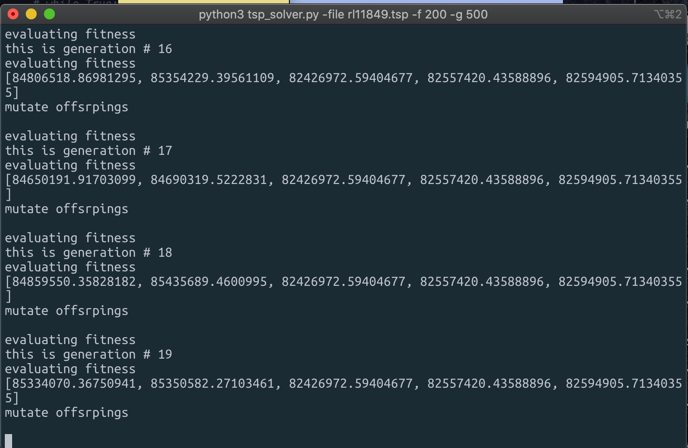 python3 tsp_solver.py -file rl11849.tsp -f 200 -g 500
⌥⌘2
evaluating fitness
this is generation # 16
evaluating fitness
[84806518.86981295, 85354229.39561109, 82426972.59404677, 82557420.43588896, 82594905.7134035
5]
mutate offsrpings
evaluating fitness
this is generation # 17
evaluating fitness
[84650191.91703099, 84690319.5222831, 82426972.59404677, 82557420.43588896, 82594905.71340355
]
mutate offsrpings
evaluating fitness
this is generation # 18
evaluating fitness
[84859550.35828182, 85435689.4600995, 82426972.59404677, 82557420.43588896, 82594905.71340355
]
mutate offsrpings
evaluating fitness
this is generation # 19
evaluating fitness
[85334070.36750941, 85350582.27103461, 82426972.59404677, 82557420.43588896, 82594905.7134035
5]
mutate offsrpings